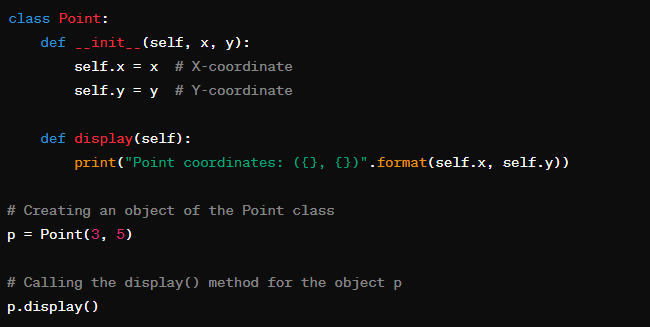 class Point:
    def __init__(self, x, y):
        self.x = x  # X-coordinate
        self.y = y  # Y-coordinate

    def display(self):
        print("Point coordinates: ({}, {})".format(self.x, self.y))

# Creating an object of the Point class
p = Point(3, 5)

# Calling the display() method for the object p
p.display()